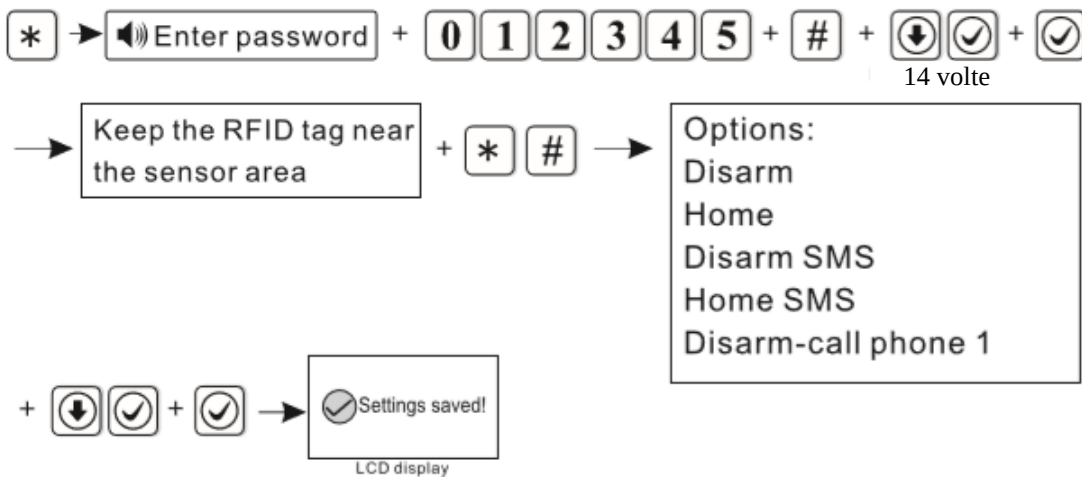 * Enter password + 0 1 2 3 4 5 + # + +
14 volte
Keep the RFID tag near
the sensor area
+ * #
Options:
Disarm
Home
Disarm SMS
Home SMS
Disarm-call phone 1
+ +
Settings saved!
LCD display